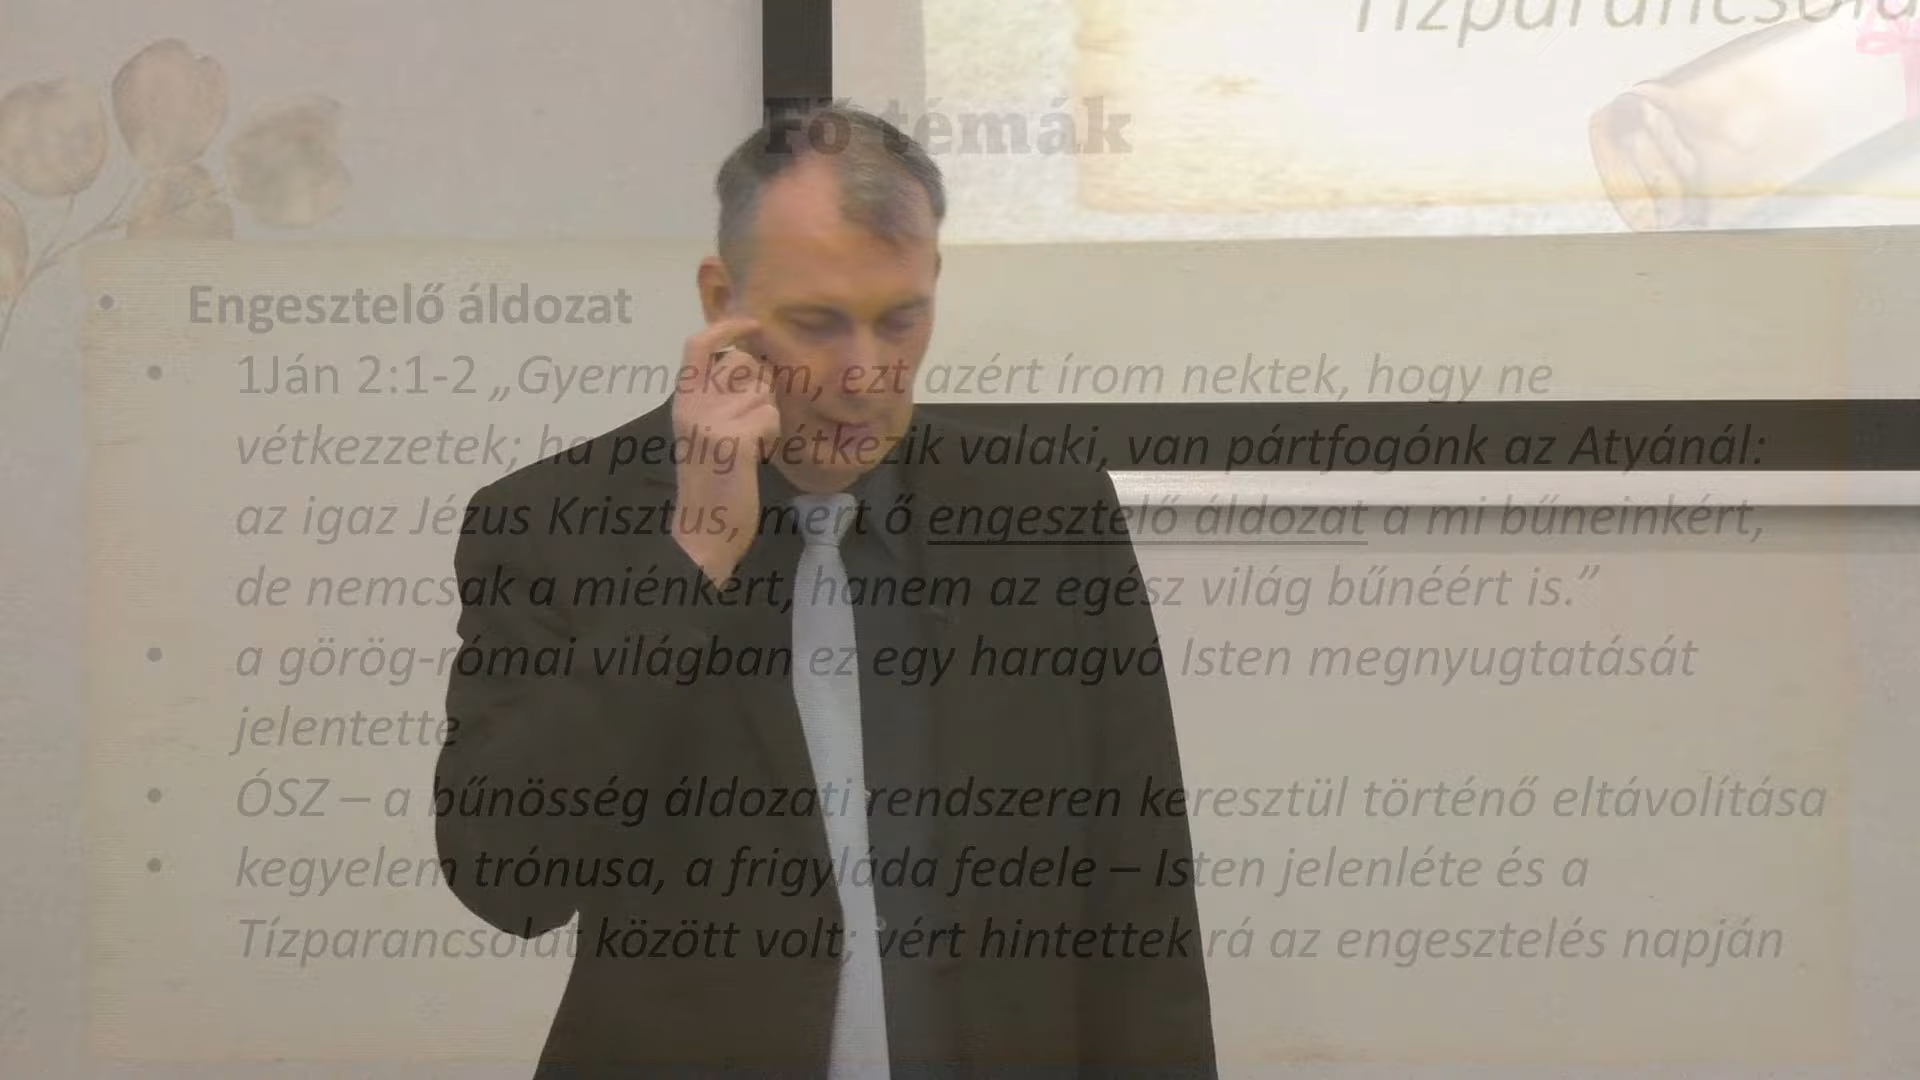 Tízparancsola
Fő témák
Engesztelő áldozat
1Ján 2:1-2 „Gyermekeim, ezt azért írom nektek, hogy ne
vétkezzetek; ha pedig vétkezik valaki, van pártfogónk az Atyánál:
az igaz Jézus Krisztus, mert ő engesztelő áldozat a mi bűneinkért,
de nemcsak a miénkért, hanem az egész világ bűnéért is.”
a görög-római világban ez egy haragvó Isten megnyugtatását
jelentette
ÓSZ – a bűnösség áldozati rendszeren keresztül történő eltávolítása
kegyelem trónusa, a frigyláda fedele – Isten jelenléte és a
Tízparancsolat között volt; vért hintettek rá az engesztelés napján